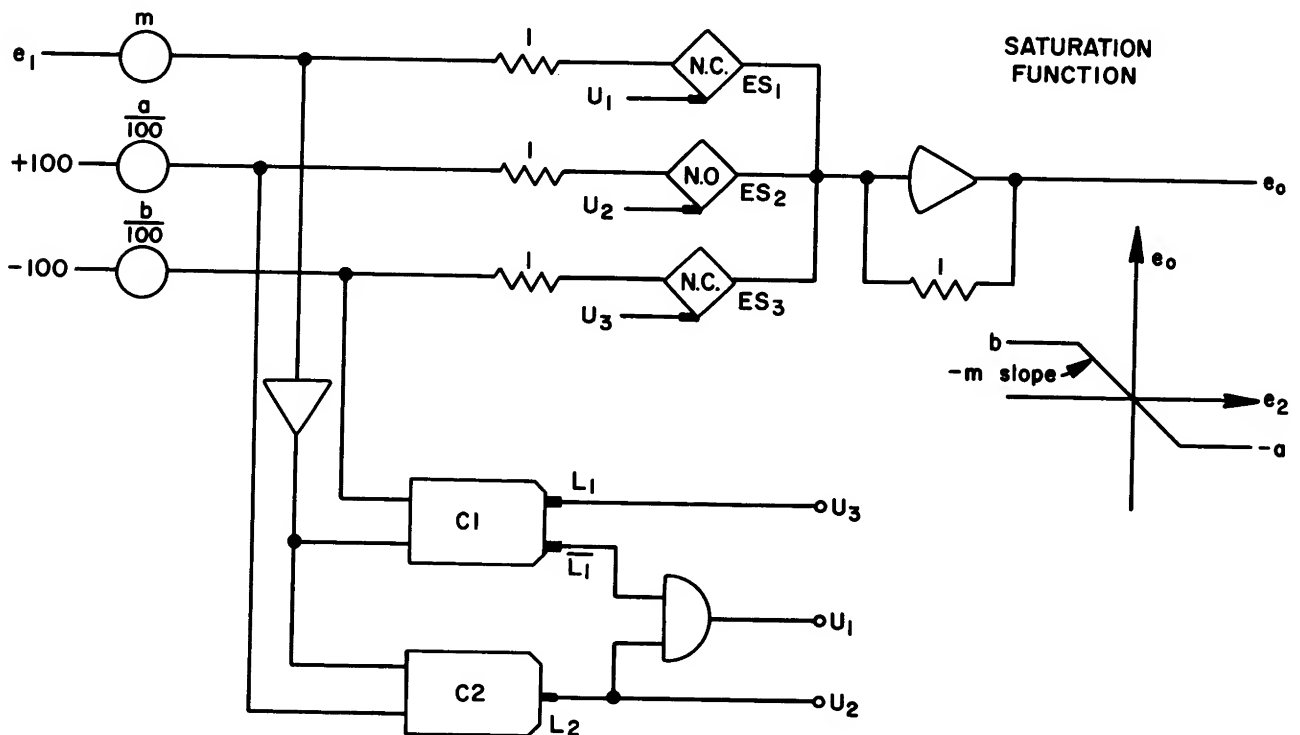 SATURATION
FUNCTION
m
e1
1
N.C.
ES1
U1
a
100
+100
1
N.O
ES2
U2
e0
b
100
-100
1
N.C.
ES3
U3
1
e0
b
-m slope
e2
-a
C1
L1
U3
L̅1
U1
C2
L2
U2